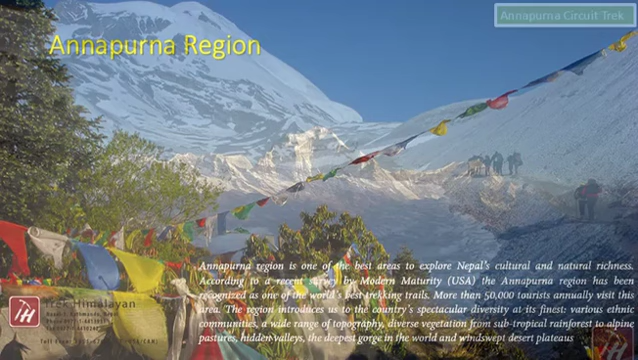 Annapurna Circuit Trek
Annapurna Region
Annapurna region is one of the best areas to explore Nepal's cultural and natural richness.
According to a recent survey by Modern Maturity (USA) the Annapurna region has been
recognized as one of the world's best trekking trails. More than 50,000 tourists annually visit this
area. The region introduces us to the country's spectacular diversity at its finest: various ethnic
communities, a wide range of topography, diverse vegetation from sub-tropical rainforest to alpine
pastures, hidden valleys, the deepest gorge in the world and windswept desert plateaus
Trek Himalayan